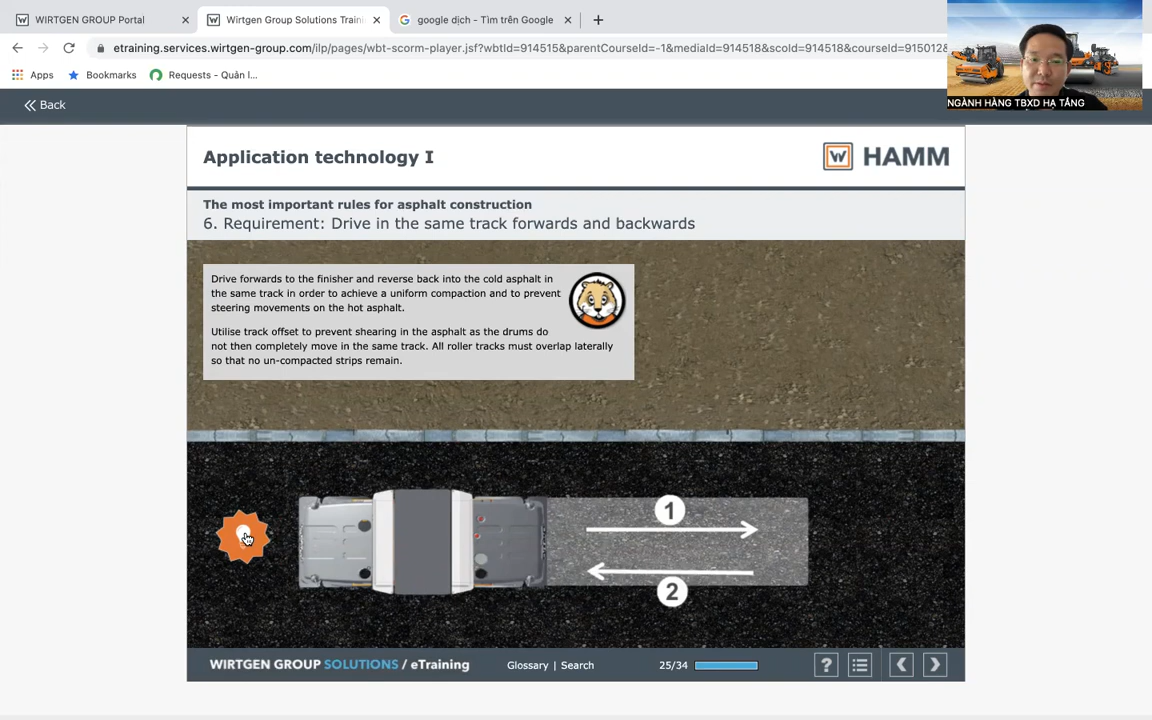 WIRTGEN GROUP Portal
Wirtgen Group Solutions Traini
google dịch - Tìm trên Google
etraining.services.wirtgen-group.com/ilp/pages/wbt-scorm-player.jsf?wbtId=914515&parentCourseId=-1&mediaId=914518&scoId=914518&courseId=915012&
Apps
Bookmarks
Requests - Quản l...
NGÀNH HÀNG TBXD HẠ TẦNG
Back
Application technology I
HAMM
The most important rules for asphalt construction
6. Requirement: Drive in the same track forwards and backwards
Drive forwards to the finisher and reverse back into the cold asphalt in
the same track in order to achieve a uniform compaction and to prevent
steering movements on the hot asphalt.
Utilise track offset to prevent shearing in the asphalt as the drums do
not then completely move in the same track. All roller tracks must overlap laterally
so that no un-compacted strips remain.
1
2
WIRTGEN GROUP SOLUTIONS / eTraining
Glossary | Search
25/34
?